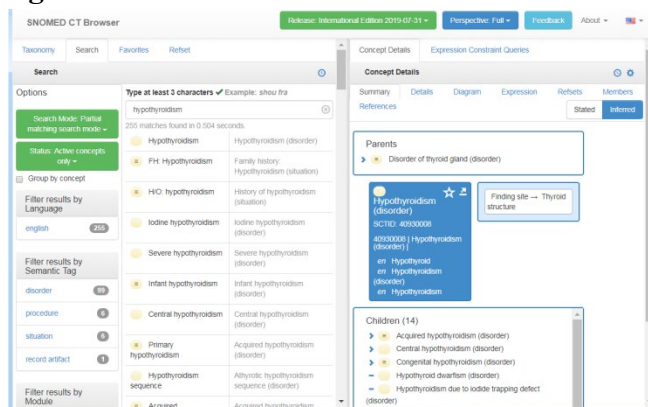 SNOMED CT Browser
Release: International Edition 2019-07-31
Perspective: Full
Feedback
About
Taxonomy
Search
Favorites
Refset
Search
Options
Search Mode: Partial
matching search mode
Status: Active concepts
only
Group by concept
Filter results by
Language
english 255
Filter results by
Semantic Tag
disorder 99
procedure 6
situation 6
record artifact 1
Filter results by
Module
Type at least 3 characters ✓ Example: shou fra
hypothyroidism
255 matches found in 0.504 seconds.
Hypothyroidism
Hypothyroidism (disorder)
FH: Hypothyroidism
Family history:
Hypothyroidism (situation)
H/O: hypothyroidism
History of hypothyroidism
(situation)
Iodine hypothyroidism
Iodine hypothyroidism
(disorder)
Severe hypothyroidism
Severe hypothyroidism
(disorder)
Infant hypothyroidism
Infant hypothyroidism
(disorder)
Central hypothyroidism
Central hypothyroidism
(disorder)
Primary
hypothyroidism
Acquired hypothyroidism
(disorder)
Hypothyroidism
sequence
Athyrotic hypothyroidism
sequence (disorder)
Acquired
Acquired hypothyroidism
Concept Details
Expression Constraint Queries
Concept Details
Summary
Details
Diagram
Expression
Refsets
Members
References
Stated
Inferred
Parents
Disorder of thyroid gland (disorder)
Hypothyroidism
(disorder)
SCTID: 40930008
40930008 | Hypothyroidism
(disorder) |
en Hypothyroid
en Hypothyroidism
(disorder)
en Hypothyroidism
Finding site → Thyroid
structure
Children (14)
Acquired hypothyroidism (disorder)
Central hypothyroidism (disorder)
Congenital hypothyroidism (disorder)
Hypothyroid dwarfism (disorder)
Hypothyroidism due to iodide trapping defect
(disorder)